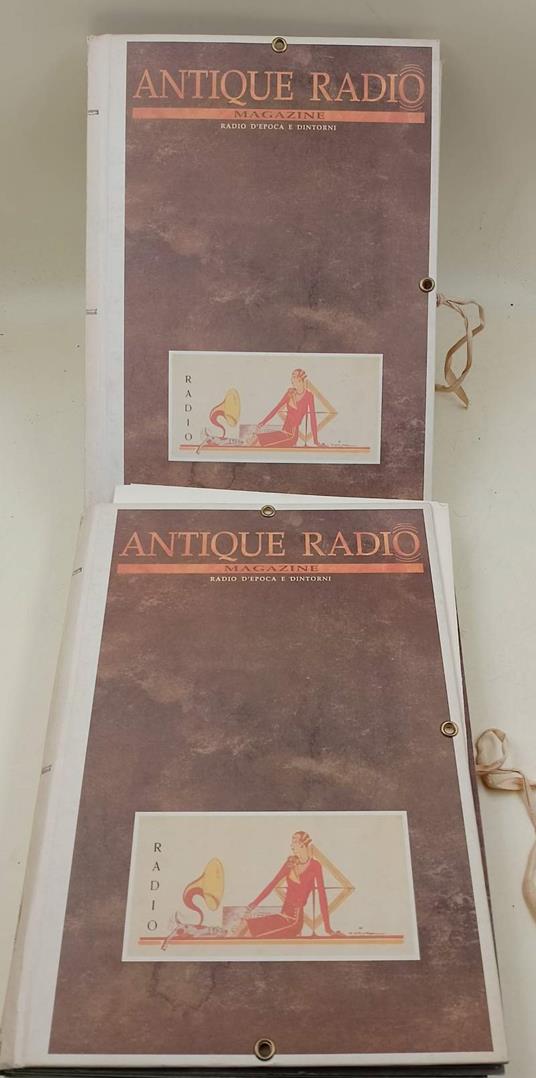 ANTIQUE RADIO
MAGAZINE
RADIO D'EPOCA E DINTORNI
RADIO
ANTIQUE RADIO
MAGAZINE
RADIO D'EPOCA E DINTORNI
RADIO